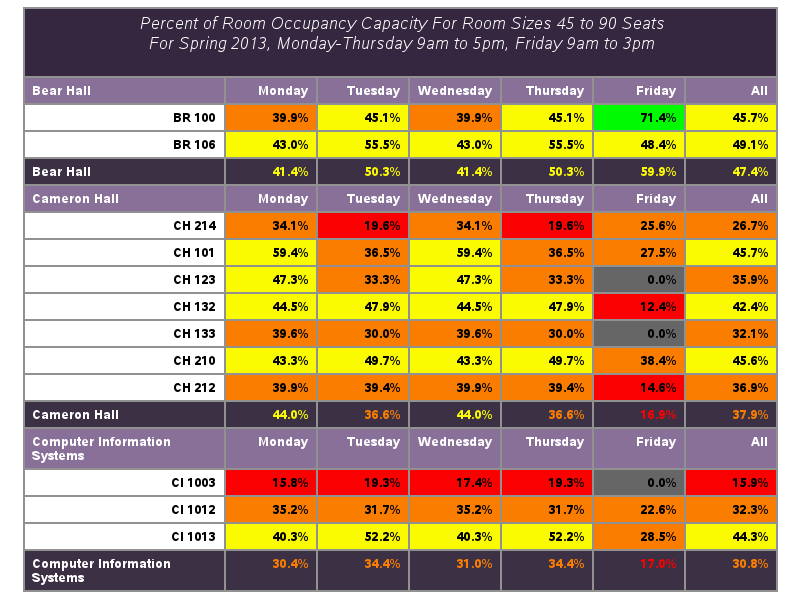 Percent of Room Occupancy Capacity For Room Sizes 45 to 90 Seats
For Spring 2013, Monday-Thursday 9am to 5pm, Friday 9am to 3pm
Bear Hall Monday Tuesday Wednesday Thursday Friday All
BR 100 39.9% 45.1% 39.9% 45.1% 71.4% 45.7%
BR 106 43.0% 55.5% 43.0% 55.5% 48.4% 49.1%
Bear Hall 41.4% 50.3% 41.4% 50.3% 59.9% 47.4%
Cameron Hall Monday Tuesday Wednesday Thursday Friday All
CH 214 34.1% 19.6% 34.1% 19.6% 25.6% 26.7%
CH 101 59.4% 36.5% 59.4% 36.5% 27.5% 45.7%
CH 123 47.3% 33.3% 47.3% 33.3% 0.0% 35.9%
CH 132 44.5% 47.9% 44.5% 47.9% 12.4% 42.4%
CH 133 39.6% 30.0% 39.6% 30.0% 0.0% 32.1%
CH 210 43.3% 49.7% 43.3% 49.7% 38.4% 45.6%
CH 212 39.9% 39.4% 39.9% 39.4% 14.6% 36.9%
Cameron Hall 44.0% 36.6% 44.0% 36.6% 16.9% 37.9%
Computer Information Monday Tuesday Wednesday Thursday Friday All
Systems
CI 1003 15.8% 19.3% 17.4% 19.3% 0.0% 15.9%
CI 1012 35.2% 31.7% 35.2% 31.7% 22.6% 32.3%
CI 1013 40.3% 52.2% 40.3% 52.2% 28.5% 44.3%
Computer Information 30.4% 34.4% 31.0% 34.4% 17.0% 30.8%
Systems